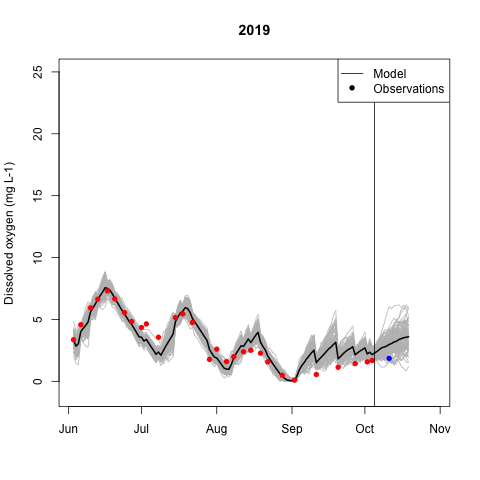 2019
Model
Observations
Dissolved oxygen (mg L-1)
25
20
15
10
5
0
Jun Jul Aug Sep Oct Nov